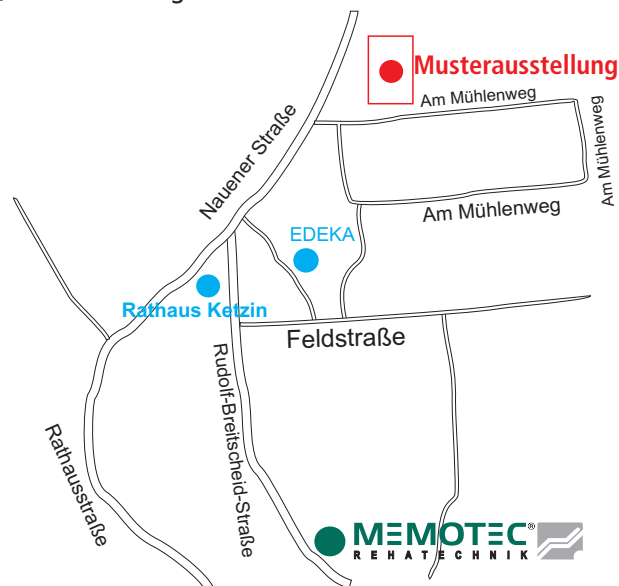 Musterausstellung
Am Mühlenweg
Am Mühlenweg
Nauener Straße
Am Mühlenweg
EDEKA
Rathaus Ketzin
Feldstraße
Rudolf-Breitscheid-Straße
Rathausstraße
MEMOTEC®
REHATECHNIK